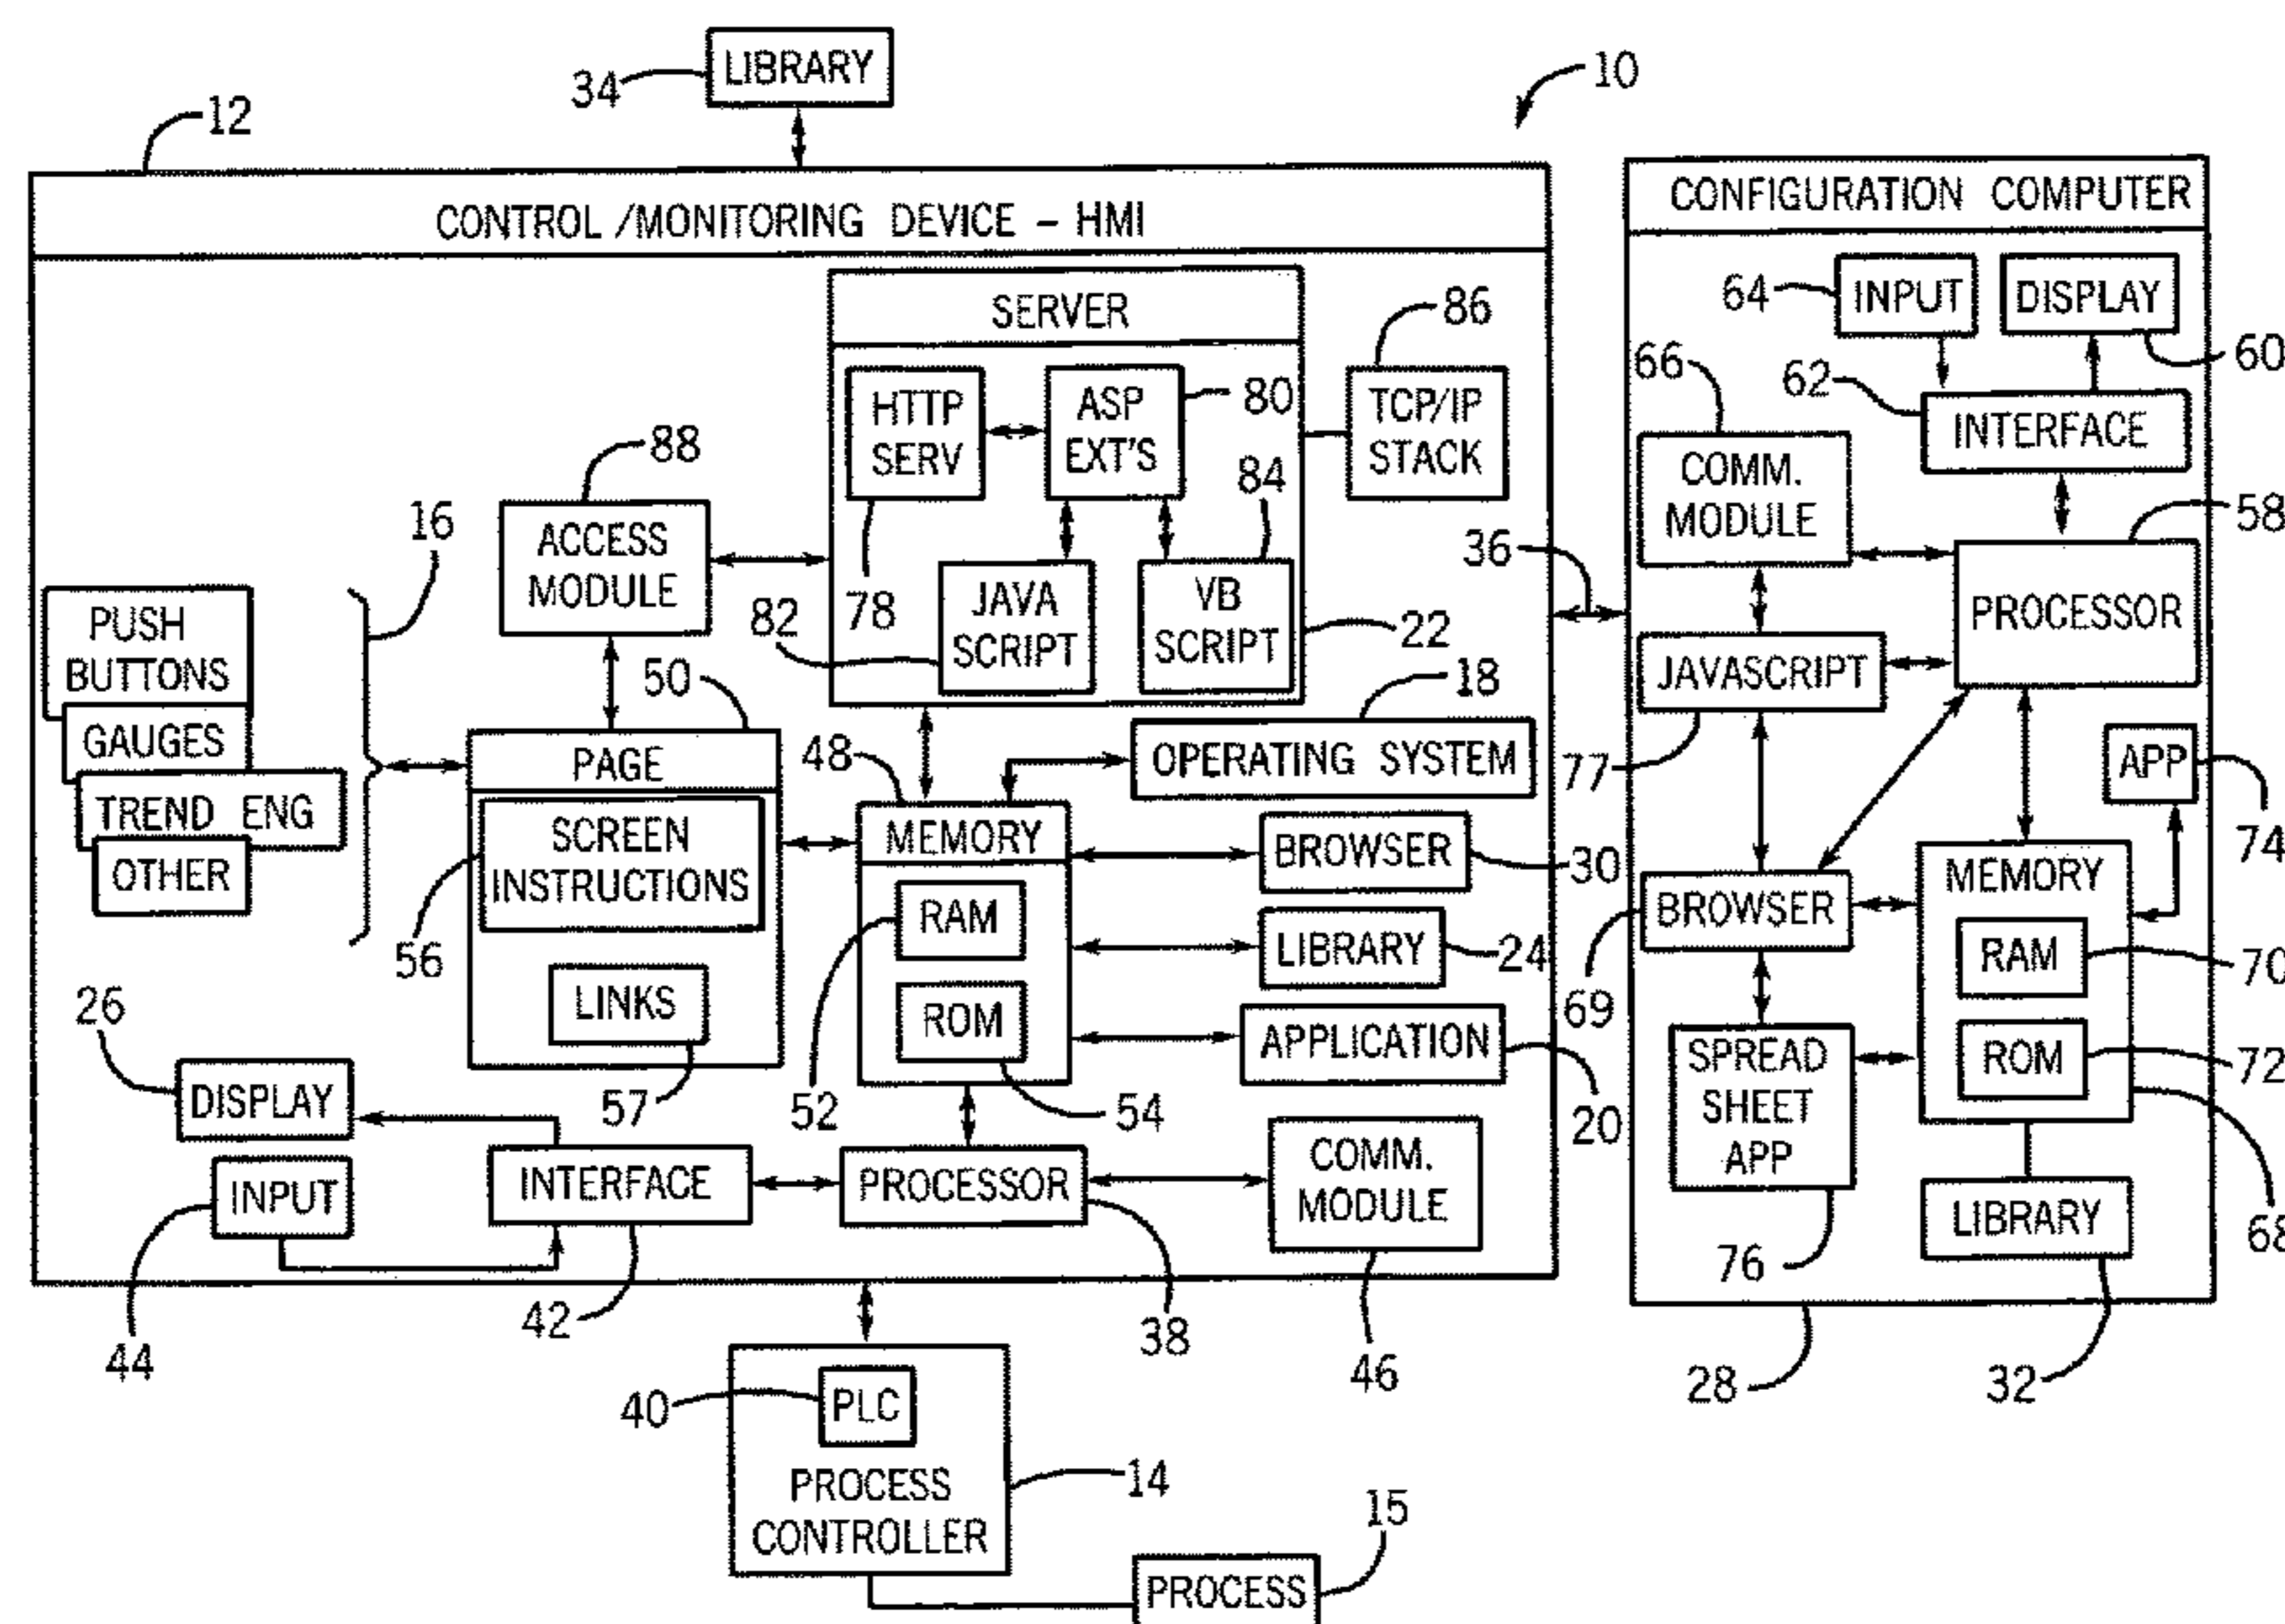 LIBRARY
34
10
12
CONTROL /MONITORING DEVICE - HMI
CONFIGURATION COMPUTER
SERVER
86
64
INPUT
DISPLAY
60
66
62
HTTP
SERV
ASP
EXT'S
80
TCP/IP
STACK
INTERFACE
88
84
COMM.
MODULE
58
16
ACCESS
MODULE
36
78
JAVA
SCRIPT
VB
SCRIPT
PROCESSOR
82
22
PUSH
BUTTONS
50
18
JAVASCRIPT
GAUGES
PAGE
48
OPERATING SYSTEM
77
APP
74
TREND ENG
SCREEN
INSTRUCTIONS
MEMORY
BROWSER
30
OTHER
MEMORY
RAM
BROWSER
56
LIBRARY
24
69
RAM
70
26
LINKS
ROM
APPLICATION
SPREAD
SHEET
APP
ROM
72
DISPLAY
57
52
54
20
INPUT
INTERFACE
PROCESSOR
COMM.
MODULE
LIBRARY
68
76
44
42
38
46
28
32
40
PLC
PROCESS
CONTROLLER
14
15
PROCESS